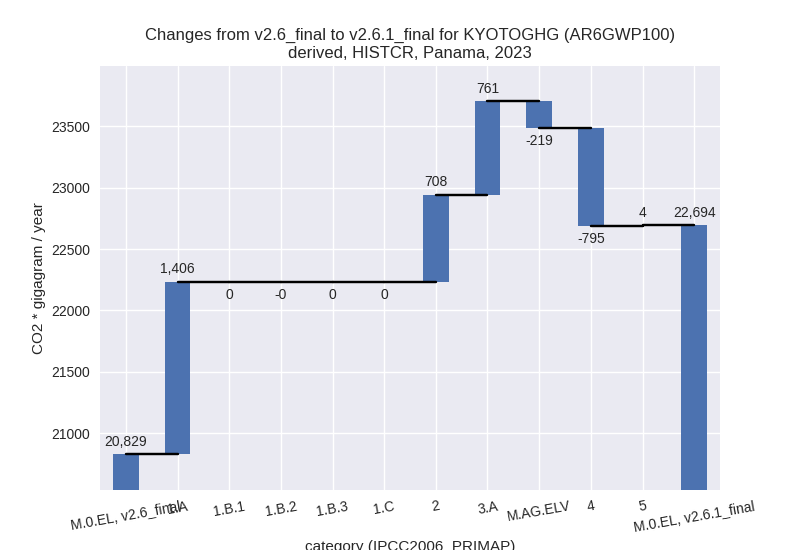 Changes from v2.6_final to v2.6.1_final for KYOTOGHG (AR6GWP100)
derived, HISTCR, Panama, 2023
CO2 * gigagram / year
23500
23000
22500
22000
21500
21000
20,829
1,406
0
-0
0
0
708
761
-219
-795
4
22,694
M.0.EL, v2.6_final
1.A
1.B.1
1.B.2
1.B.3
1.C
2
3.A
M.AG.ELV
4
5
M.0.EL, v2.6.1_final
category (IPCC2006_PRIMAP)